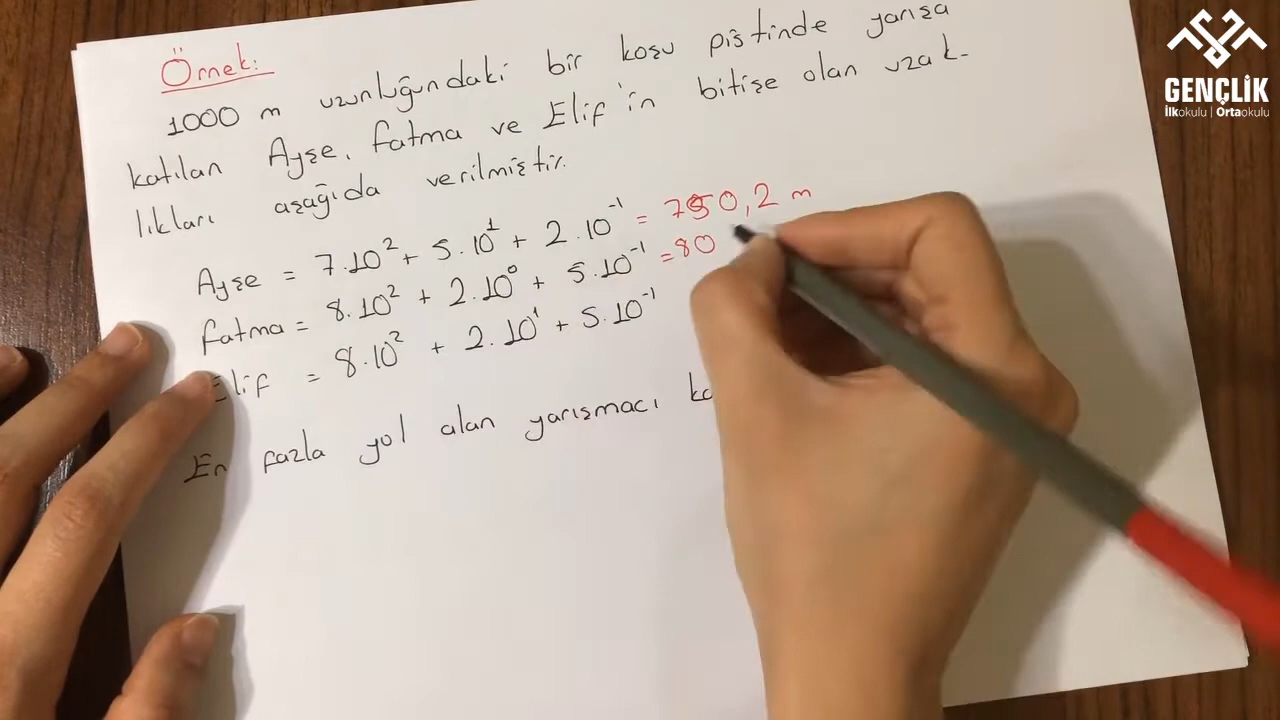 Örnek:
1000 m uzunluğundaki bir koşu pistinde yarışa
katılan Ayşe, Fatma ve Elif'in bitişe olan uzak-
lıkları aşağıda verilmiştir.
Ayşe = 7.10² + 5.10¹ + 2.10⁻¹ = 750,2 m
Fatma = 8.10² + 2.10⁰ + 5.10⁻¹ = 80
Elif = 8.10² + 2.10¹ + 5.10⁻¹
En fazla yol alan yarışmacı
GENÇLİK
İlkokulu | Ortaokulu